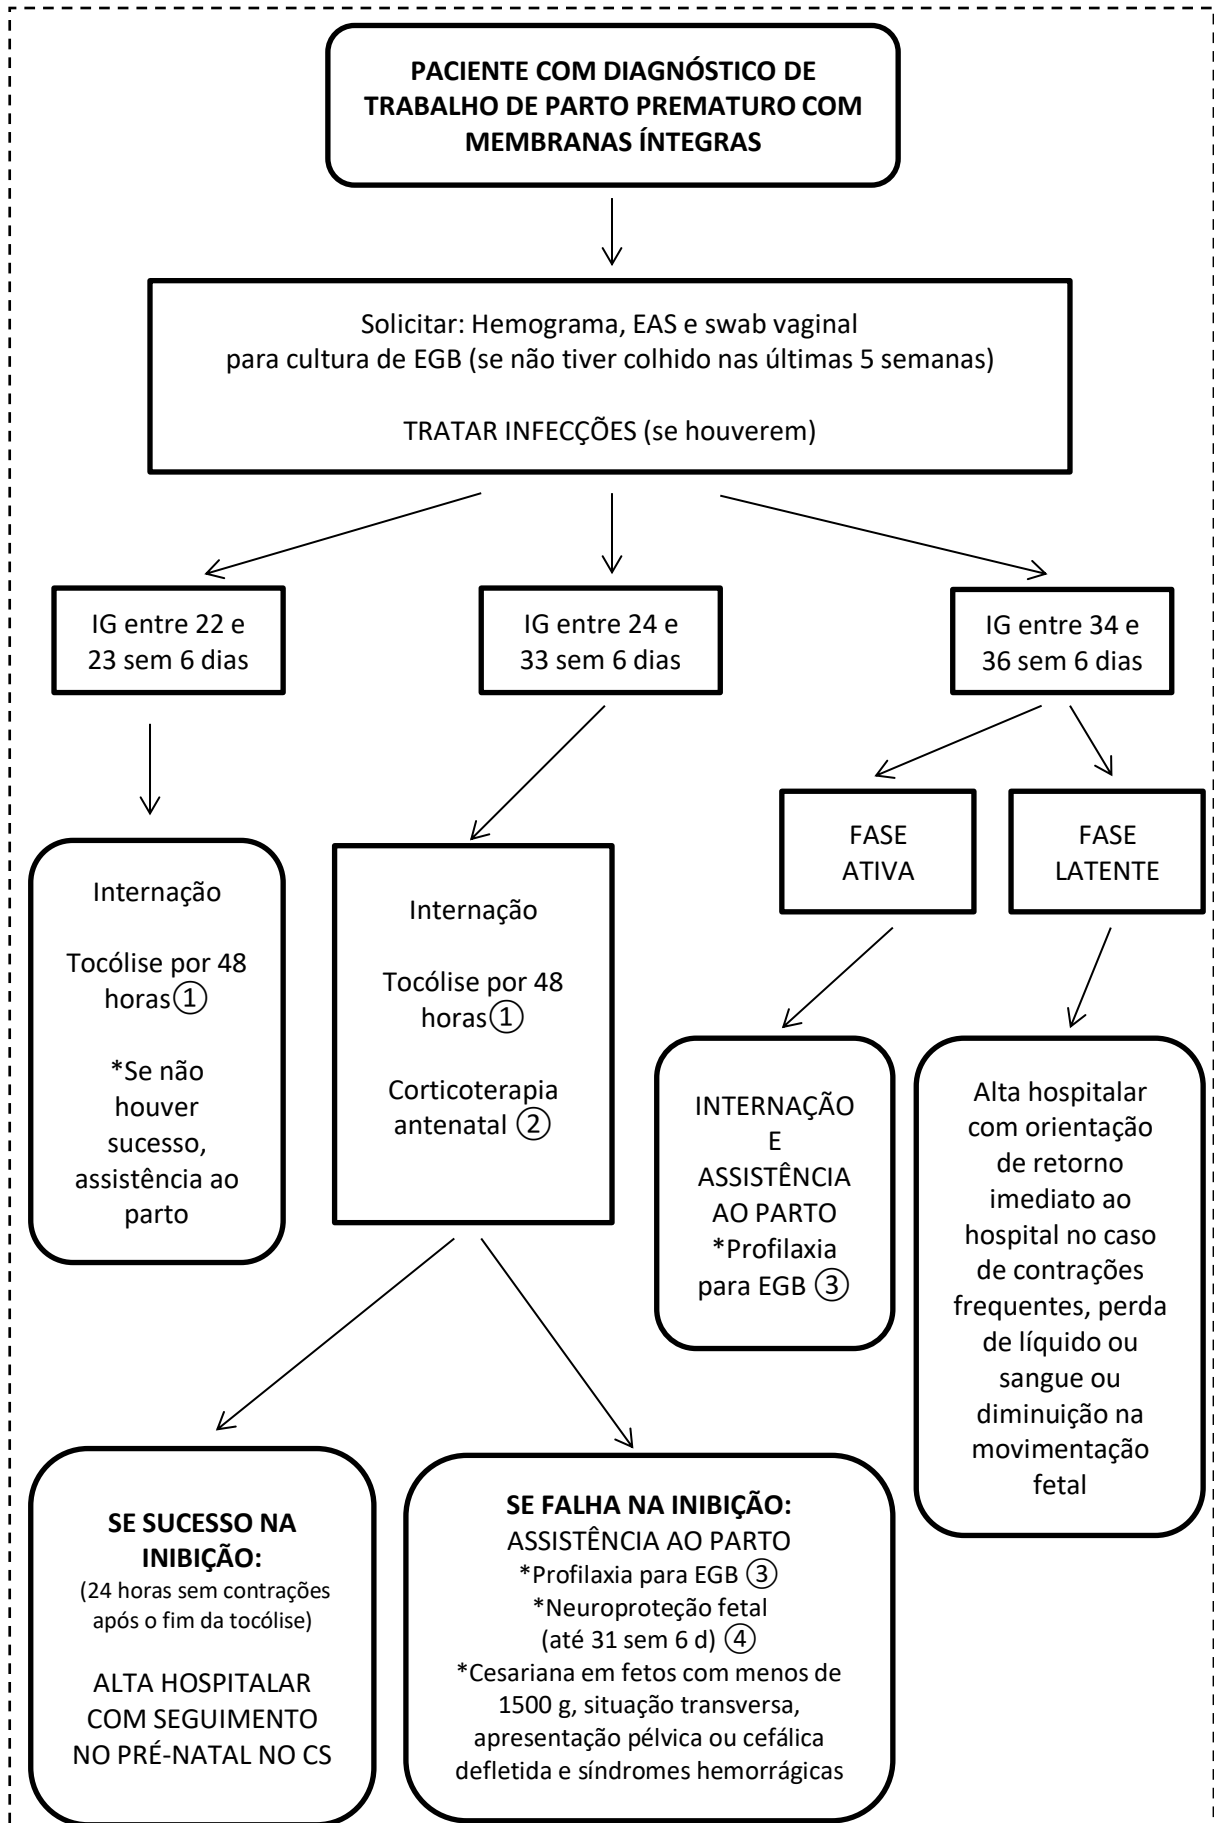 PACIENTE COM DIAGNÓSTICO DE
TRABALHO DE PARTO PREMATURO COM
MEMBRANAS ÍNTEGRAS
Solicitar: Hemograma, EAS e swab vaginal
para cultura de EGB (se não tiver colhido nas últimas 5 semanas)
TRATAR INFECÇÕES (se houverem)
IG entre 22 e
23 sem 6 dias
IG entre 24 e
33 sem 6 dias
IG entre 34 e
36 sem 6 dias
FASE
ATIVA
FASE
LATENTE
Internação
Tocólise por 48
horas ①
*Se não
houver
sucesso,
assistência ao
parto
Internação
Tocólise por 48
horas ①
Corticoterapia
antenatal ②
INTERNAÇÃO
E
ASSISTÊNCIA
AO PARTO
*Profilaxia
para EGB ③
Alta hospitalar
com orientação
de retorno
imediato ao
hospital no caso
de contrações
frequentes, perda
de líquido ou
sangue ou
diminuição na
movimentação
fetal
SE SUCESSO NA
INIBIÇÃO:
(24 horas sem contrações
após o fim da tocólise)
ALTA HOSPITALAR
COM SEGUIMENTO
NO PRÉ-NATAL NO CS
SE FALHA NA INIBIÇÃO:
ASSISTÊNCIA AO PARTO
*Profilaxia para EGB ③
*Neuroproteção fetal
(até 31 sem 6 d) ④
*Cesariana em fetos com menos de
1500 g, situação transversa,
apresentação pélvica ou cefálica
defletida e síndromes hemorrágicas